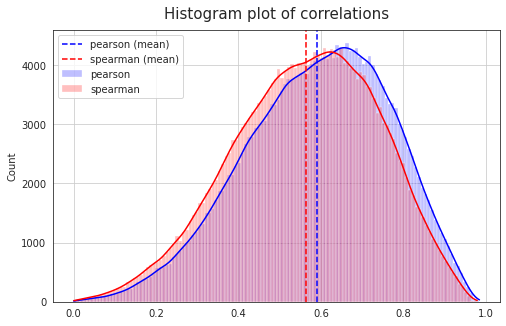 Histogram plot of correlations
pearson (mean)
spearman (mean)
pearson
spearman
Count
4000
3000
2000
1000
0
0.0 0.2 0.4 0.6 0.8 1.0